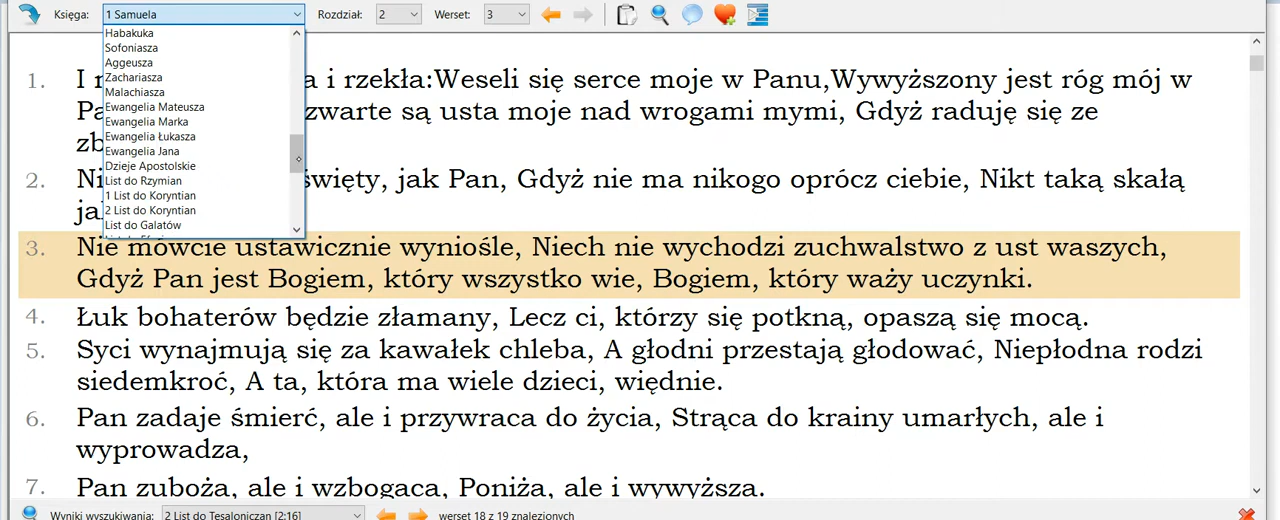 Księga: 1 Samuela Rozdział: 2 Werset: 3
Habakuka
Sofoniasza
Aggeusza
Zachariasza
Malachiasza
Ewangelia Mateusza
Ewangelia Marka
Ewangelia Łukasza
Ewangelia Jana
Dzieje Apostolskie
List do Rzymian
1 List do Koryntian
2 List do Koryntian
List do Galatów
1. I a i rzekła:Weseli się serce moje w Panu,Wywyższony jest róg mój w
zwarte są usta moje nad wrogami mymi, Gdyż raduję się ze
2. święty, jak Pan, Gdyż nie ma nikogo oprócz ciebie, Nikt taką skałą
3. Nie mówcie ustawicznie wyniośle, Niech nie wychodzi zuchwalstwo z ust waszych,
Gdyż Pan jest Bogiem, który wszystko wie, Bogiem, który waży uczynki.
4. Łuk bohaterów będzie złamany, Lecz ci, którzy się potkną, opaszą się mocą.
5. Syci wynajmują się za kawałek chleba, A głodni przestają głodować, Niepłodna rodzi
siedemkroć, A ta, która ma wiele dzieci, więdnie.
6. Pan zadaje śmierć, ale i przywraca do życia, Strąca do krainy umarłych, ale i
wyprowadza,
7. Pan zuboża, ale i wzbogaca, Poniża, ale i wywyższa.
Wyniki wyszukiwania: 2 List do Tesaloniczan [2:16] werset 18 z 19 znalezionych